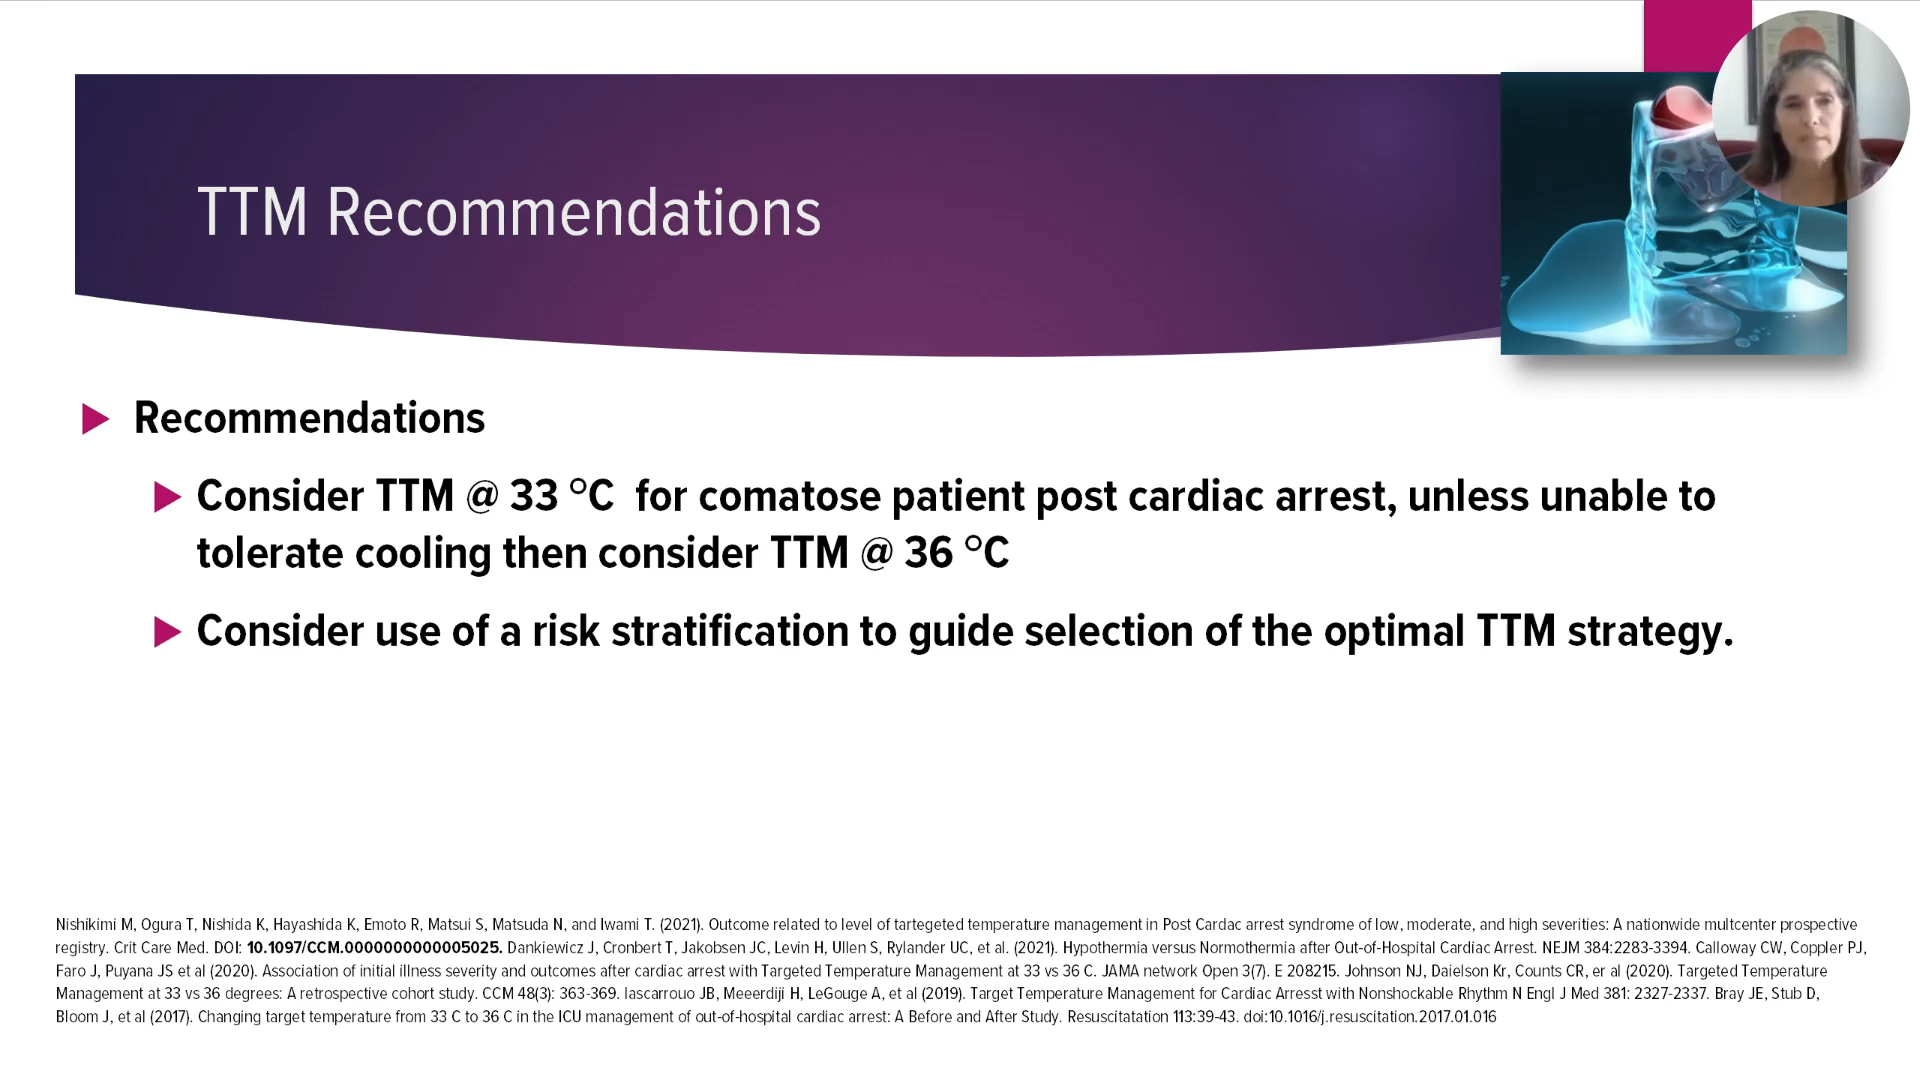 TTM Recommendations
Recommendations
Consider TTM @ 33 °C for comatose patient post cardiac arrest, unless unable to
tolerate cooling then consider TTM @ 36 °C
Consider use of a risk stratification to guide selection of the optimal TTM strategy.
Nishikimi M, Ogura T, Nishida K, Hayashida K, Emoto R, Matsui S, Matsuda N, and Iwami T. (2021). Outcome related to level of tartegeted temperature management in Post Cardac arrest syndrome of low, moderate, and high severities: A nationwide multcenter prospective
registry. Crit Care Med. DOI: 10.1097/CCM.0000000000005025. Dankiewicz J, Cronbert T, Jakobsen JC, Levin H, Ullen S, Rylander UC, et al. (2021). Hypothermia versus Normothermia after Out-of-Hospital Cardiac Arrest. NEJM 384:2283-3394. Calloway CW, Coppler PJ,
Faro J, Puyana JS et al (2020). Association of initial illness severity and outcomes after cardiac arrest with Targeted Temperature Management at 33 vs 36 C. JAMA network Open 3(7). E 208215. Johnson NJ, Daielson Kr, Counts CR, er al (2020). Targeted Temperature
Management at 33 vs 36 degrees: A retrospective cohort study. CCM 48(3): 363-369. Iascarrouo JB, Meeerdiji H, LeGouge A, et al (2019). Target Temperature Management for Cardiac Arresst with Nonshockable Rhythm N Engl J Med 381: 2327-2337. Bray JE, Stub D,
Bloom J, et al (2017). Changing target temperature from 33 C to 36 C in the ICU management of out-of-hospital cardiac arrest: A Before and After Study. Resuscitatation 113:39-43. doi:10.1016/j.resuscitation.2017.01.016